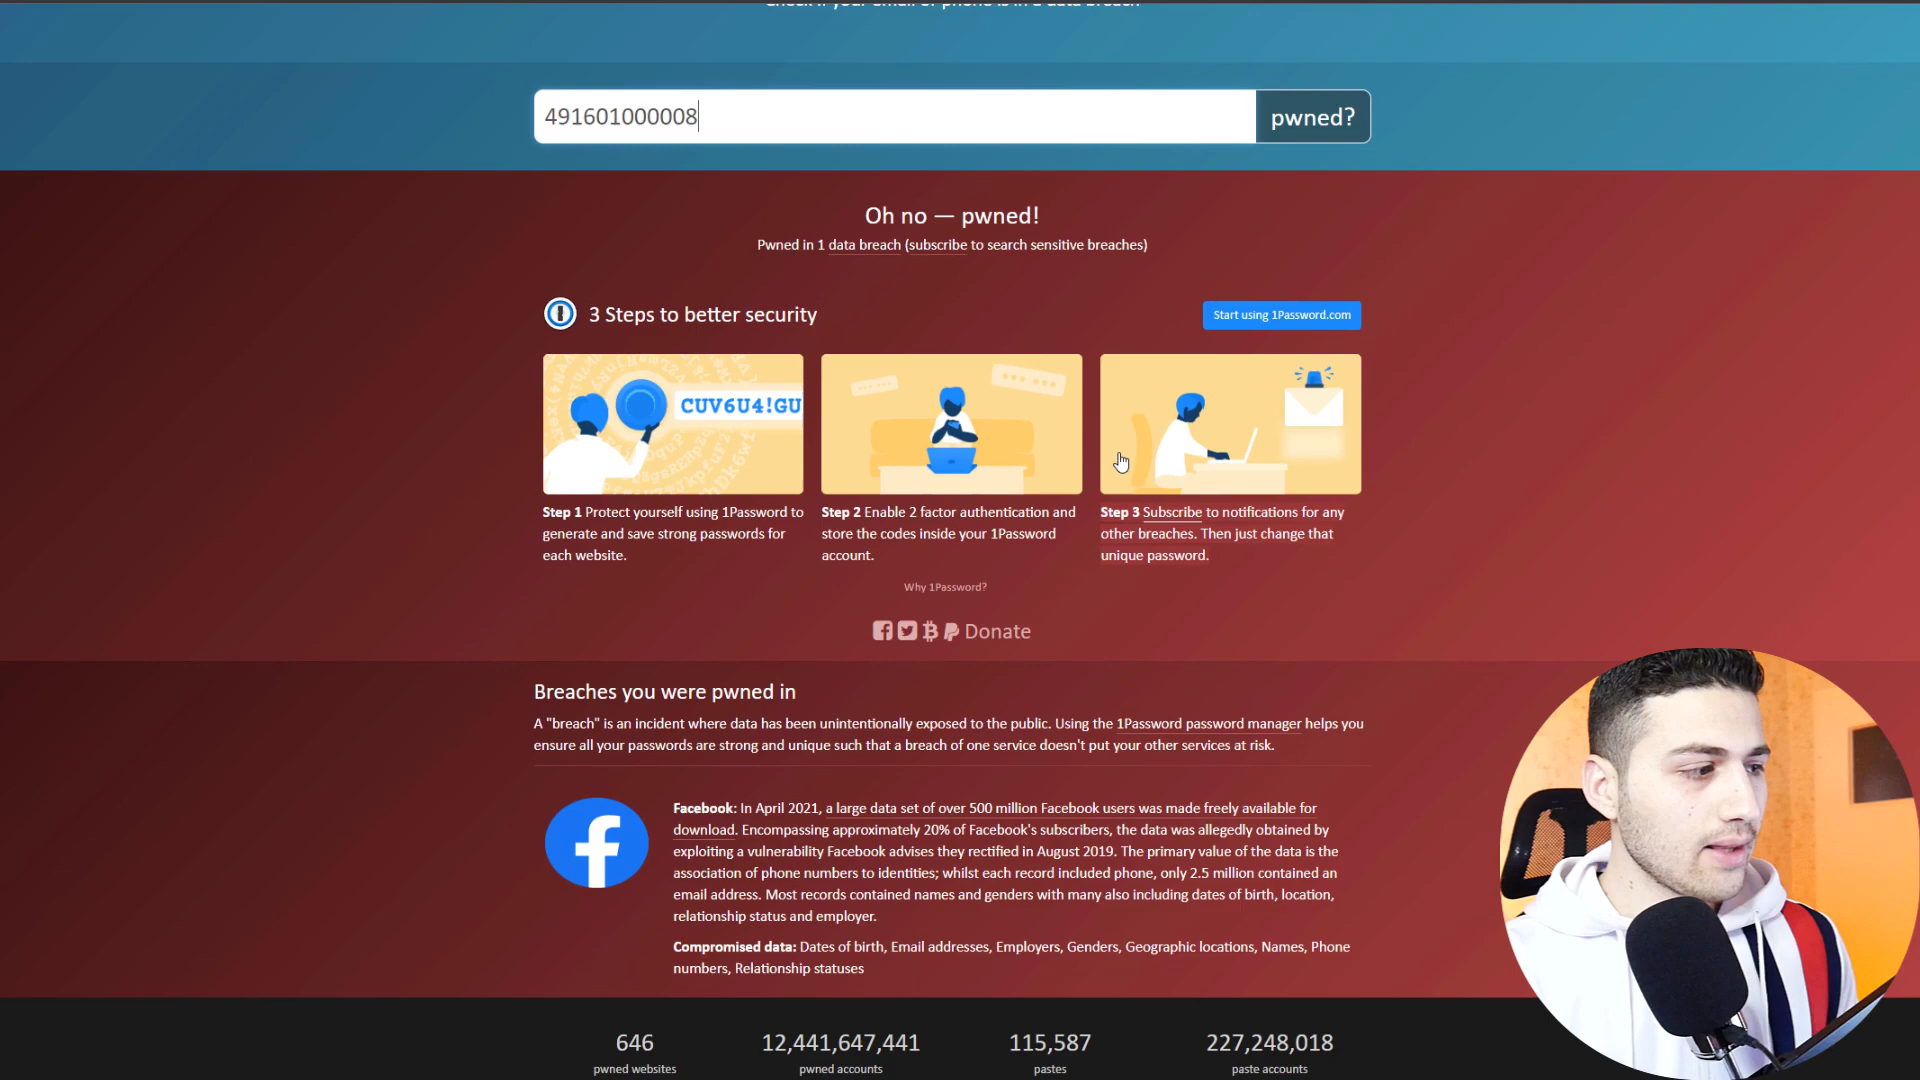 Check if your email or phone is in a data breach
491601000008
pwned?
Oh no — pwned!
Pwned in 1 data breach (subscribe to search sensitive breaches)
3 Steps to better security
Start using 1Password.com
CUV6U4!GU
Step 1 Protect yourself using 1Password to
generate and save strong passwords for
each website.
Step 2 Enable 2 factor authentication and
store the codes inside your 1Password
account.
Step 3 Subscribe to notifications for any
other breaches. Then just change that
unique password.
Why 1Password?
Donate
Breaches you were pwned in
A "breach" is an incident where data has been unintentionally exposed to the public. Using the 1Password password manager helps you
ensure all your passwords are strong and unique such that a breach of one service doesn't put your other services at risk.
Facebook: In April 2021, a large data set of over 500 million Facebook users was made freely available for
download. Encompassing approximately 20% of Facebook's subscribers, the data was allegedly obtained by
exploiting a vulnerability Facebook advises they rectified in August 2019. The primary value of the data is the
association of phone numbers to identities; whilst each record included phone, only 2.5 million contained an
email address. Most records contained names and genders with many also including dates of birth, location,
relationship status and employer.
Compromised data: Dates of birth, Email addresses, Employers, Genders, Geographic locations, Names, Phone
numbers, Relationship statuses
646
pwned websites
12,441,647,441
pwned accounts
115,587
pastes
227,248,018
paste accounts